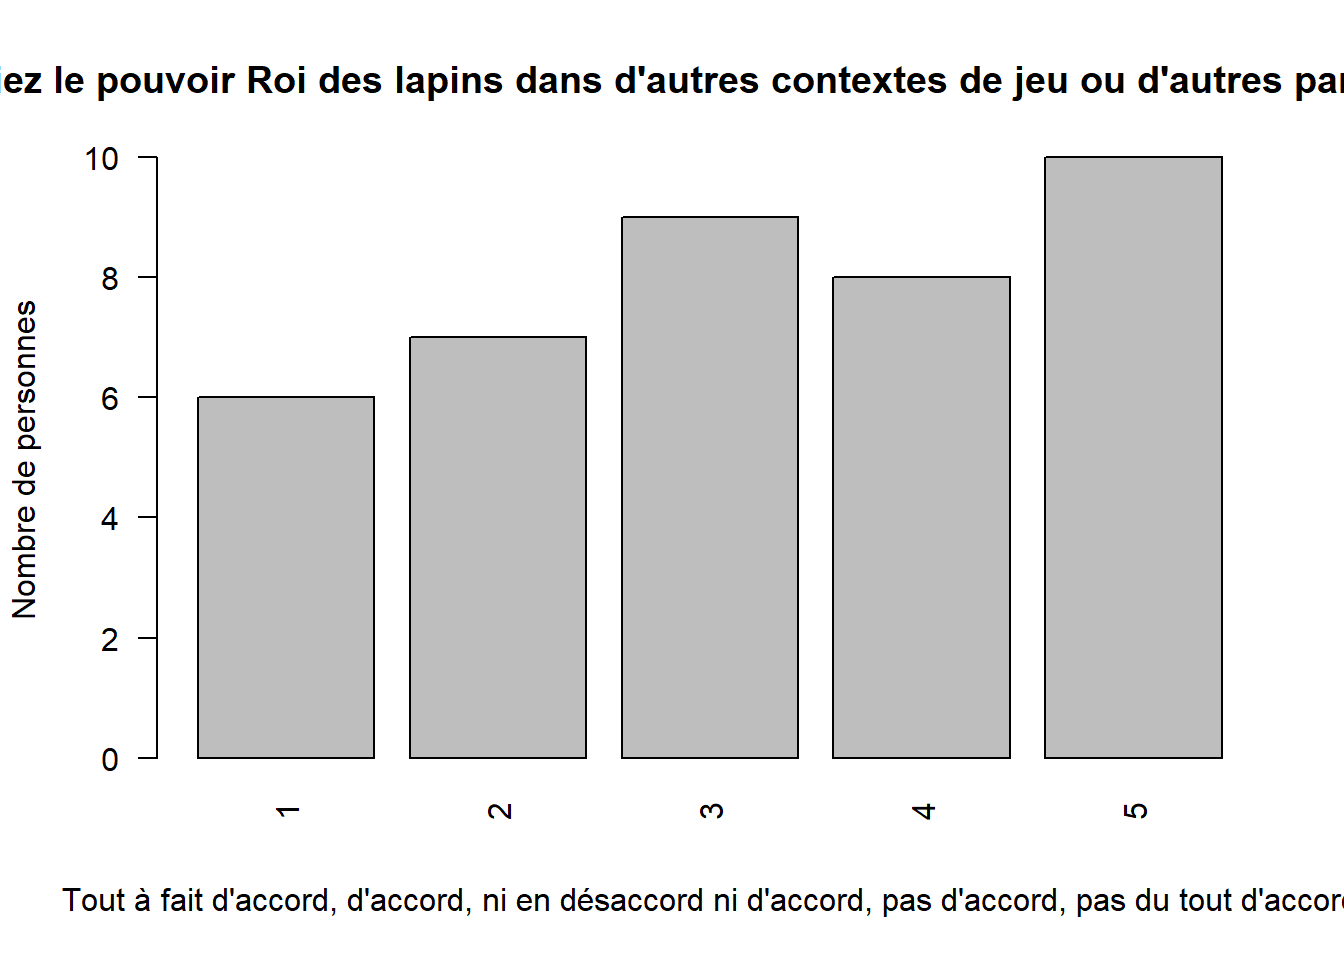 iez le pouvoir Roi des lapins dans d'autres contextes de jeu ou d'autres par
10
8
6
4
2
0
Nombre de personnes
1 2 3 4 5
Tout à fait d'accord, d'accord, ni en désaccord ni d'accord, pas d'accord, pas du tout d'accord